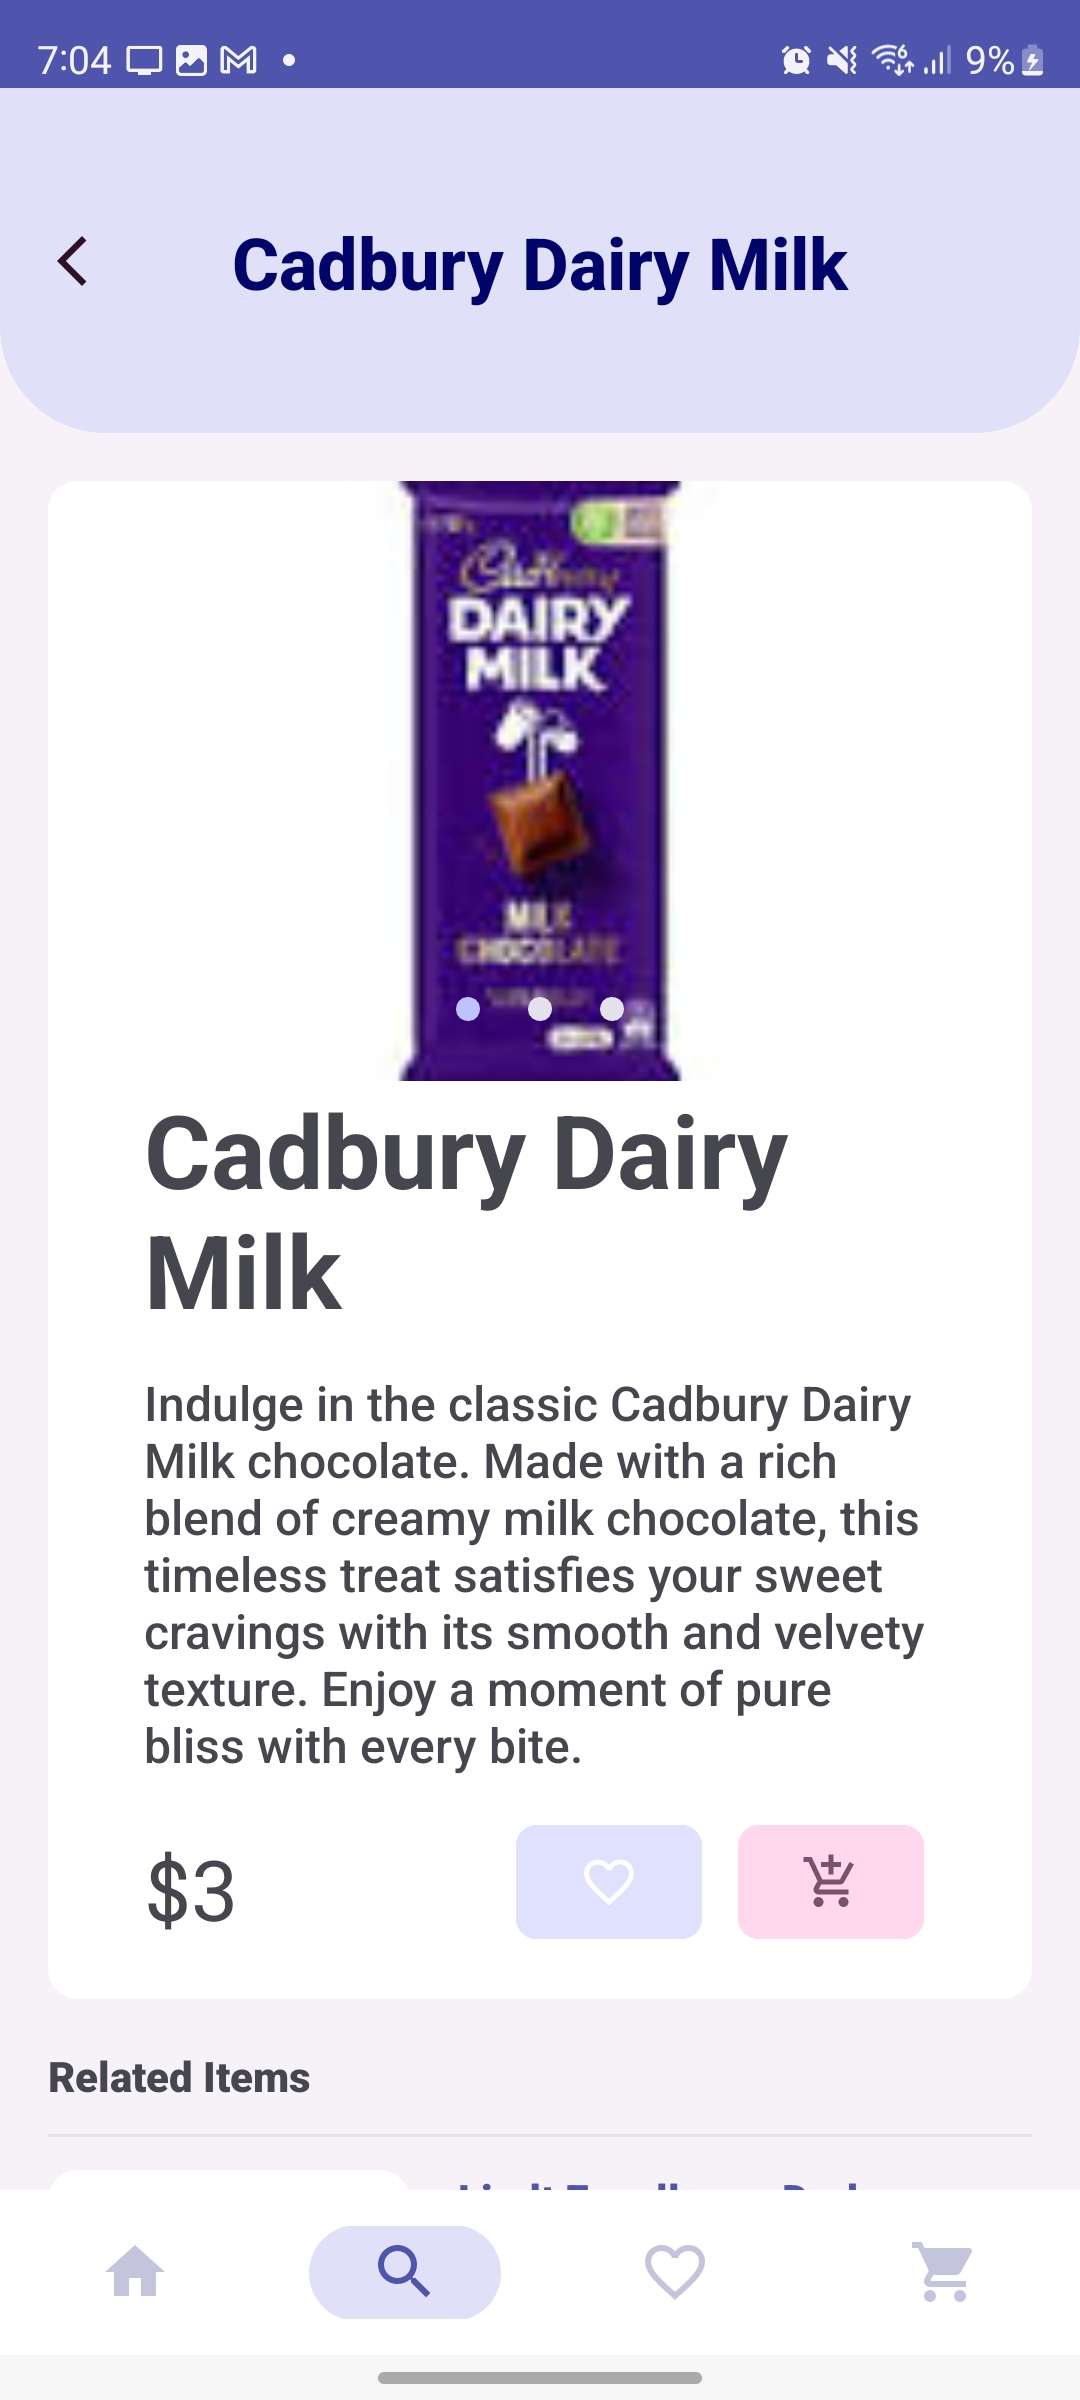 7:04
9%
Cadbury Dairy Milk
Cadbury
DAIRY
MILK
MILK
CHOCOLATE
Cadbury Dairy
Milk
Indulge in the classic Cadbury Dairy
Milk chocolate. Made with a rich
blend of creamy milk chocolate, this
timeless treat satisfies your sweet
cravings with its smooth and velvety
texture. Enjoy a moment of pure
bliss with every bite.
$3
Related Items